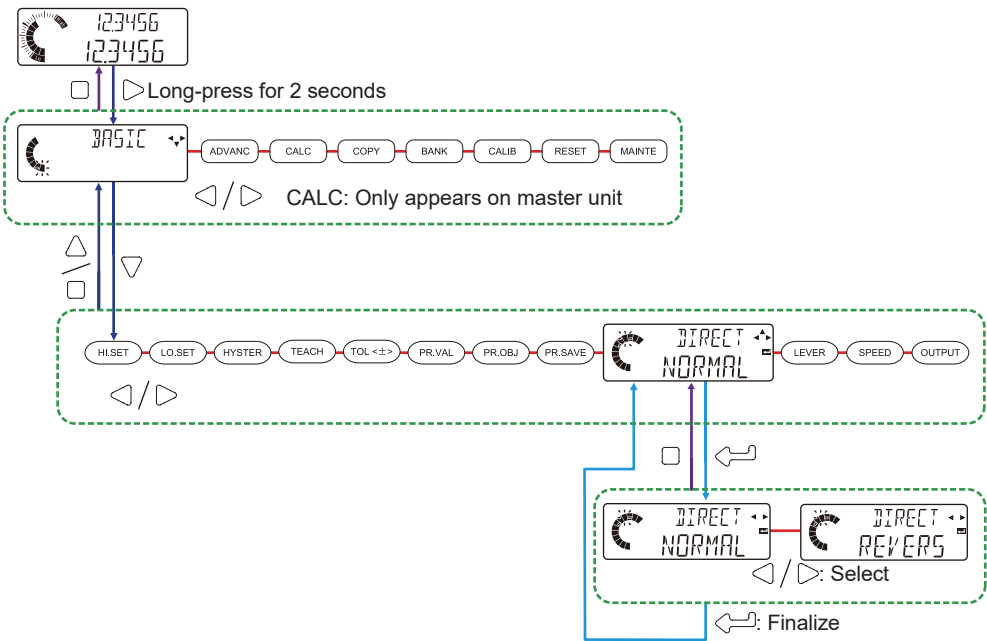 12.3456
12.3456
Long-press for 2 seconds
BASIC
ADVANC CALC COPY BANK CALIB RESET MAINTE
CALC: Only appears on master unit
HI.SET LO.SET HYSTER TEACH TOL <±> PR.VAL PR.OBJ PR.SAVE DIRECT LEVER SPEED OUTPUT
NORMAL
DIRECT DIRECT
NORMAL REVERS
: Select
: Finalize